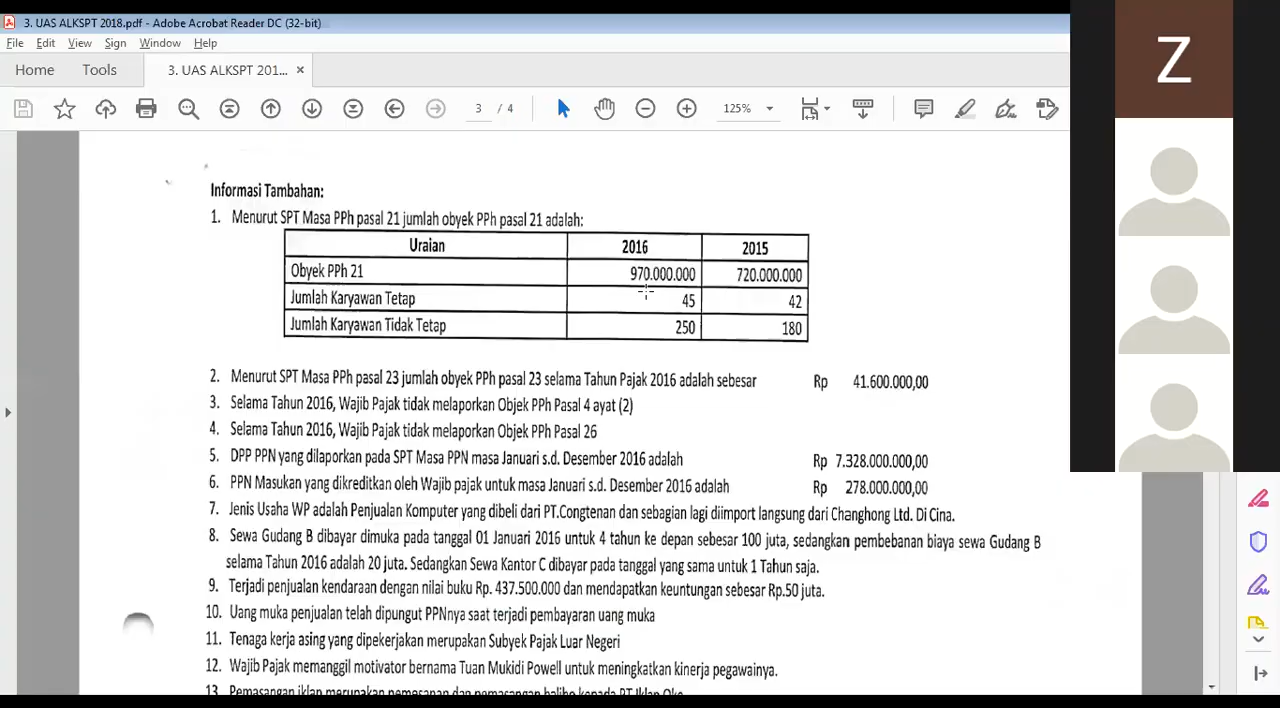 3. UAS ALKSPT 2018.pdf - Adobe Acrobat Reader DC (32-bit)
File Edit View Sign Window Help
Home Tools 3. UAS ALKSPT 201... ×
3 / 4 125%
Z
Informasi Tambahan:
1. Menurut SPT Masa PPh pasal 21 jumlah obyek PPh pasal 21 adalah:
Uraian 2016 2015
Obyek PPh 21 970.000.000 720.000.000
Jumlah Karyawan Tetap 45 42
Jumlah Karyawan Tidak Tetap 250 180
2. Menurut SPT Masa PPh pasal 23 jumlah obyek PPh pasal 23 selama Tahun Pajak 2016 adalah sebesar Rp 41.600.000,00
3. Selama Tahun 2016, Wajib Pajak tidak melaporkan Objek PPh Pasal 4 ayat (2)
4. Selama Tahun 2016, Wajib Pajak tidak melaporkan Objek PPh Pasal 26
5. DPP PPN yang dilaporkan pada SPT Masa PPN masa Januari s.d. Desember 2016 adalah Rp 7.328.000.000,00
6. PPN Masukan yang dikreditkan oleh Wajib pajak untuk masa Januari s.d. Desember 2016 adalah Rp 278.000.000,00
7. Jenis Usaha WP adalah Penjualan Komputer yang dibeli dari PT.Congtenan dan sebagian lagi diimport langsung dari Changhong Ltd. Di Cina.
8. Sewa Gudang B dibayar dimuka pada tanggal 01 Januari 2016 untuk 4 tahun ke depan sebesar 100 juta, sedangkan pembebanan biaya sewa Gudang B
selama Tahun 2016 adalah 20 juta. Sedangkan Sewa Kantor C dibayar pada tanggal yang sama untuk 1 Tahun saja.
9. Terjadi penjualan kendaraan dengan nilai buku Rp. 437.500.000 dan mendapatkan keuntungan sebesar Rp.50 juta.
10. Uang muka penjualan telah dipungut PPNnya saat terjadi pembayaran uang muka
11. Tenaga kerja asing yang dipekerjakan merupakan Subyek Pajak Luar Negeri
12. Wajib Pajak memanggil motivator bernama Tuan Mukidi Powell untuk meningkatkan kinerja pegawainya.
13. Pemasangan iklan merupakan pemesanan dan pemasangan baliho kepada PT Iklan Oke